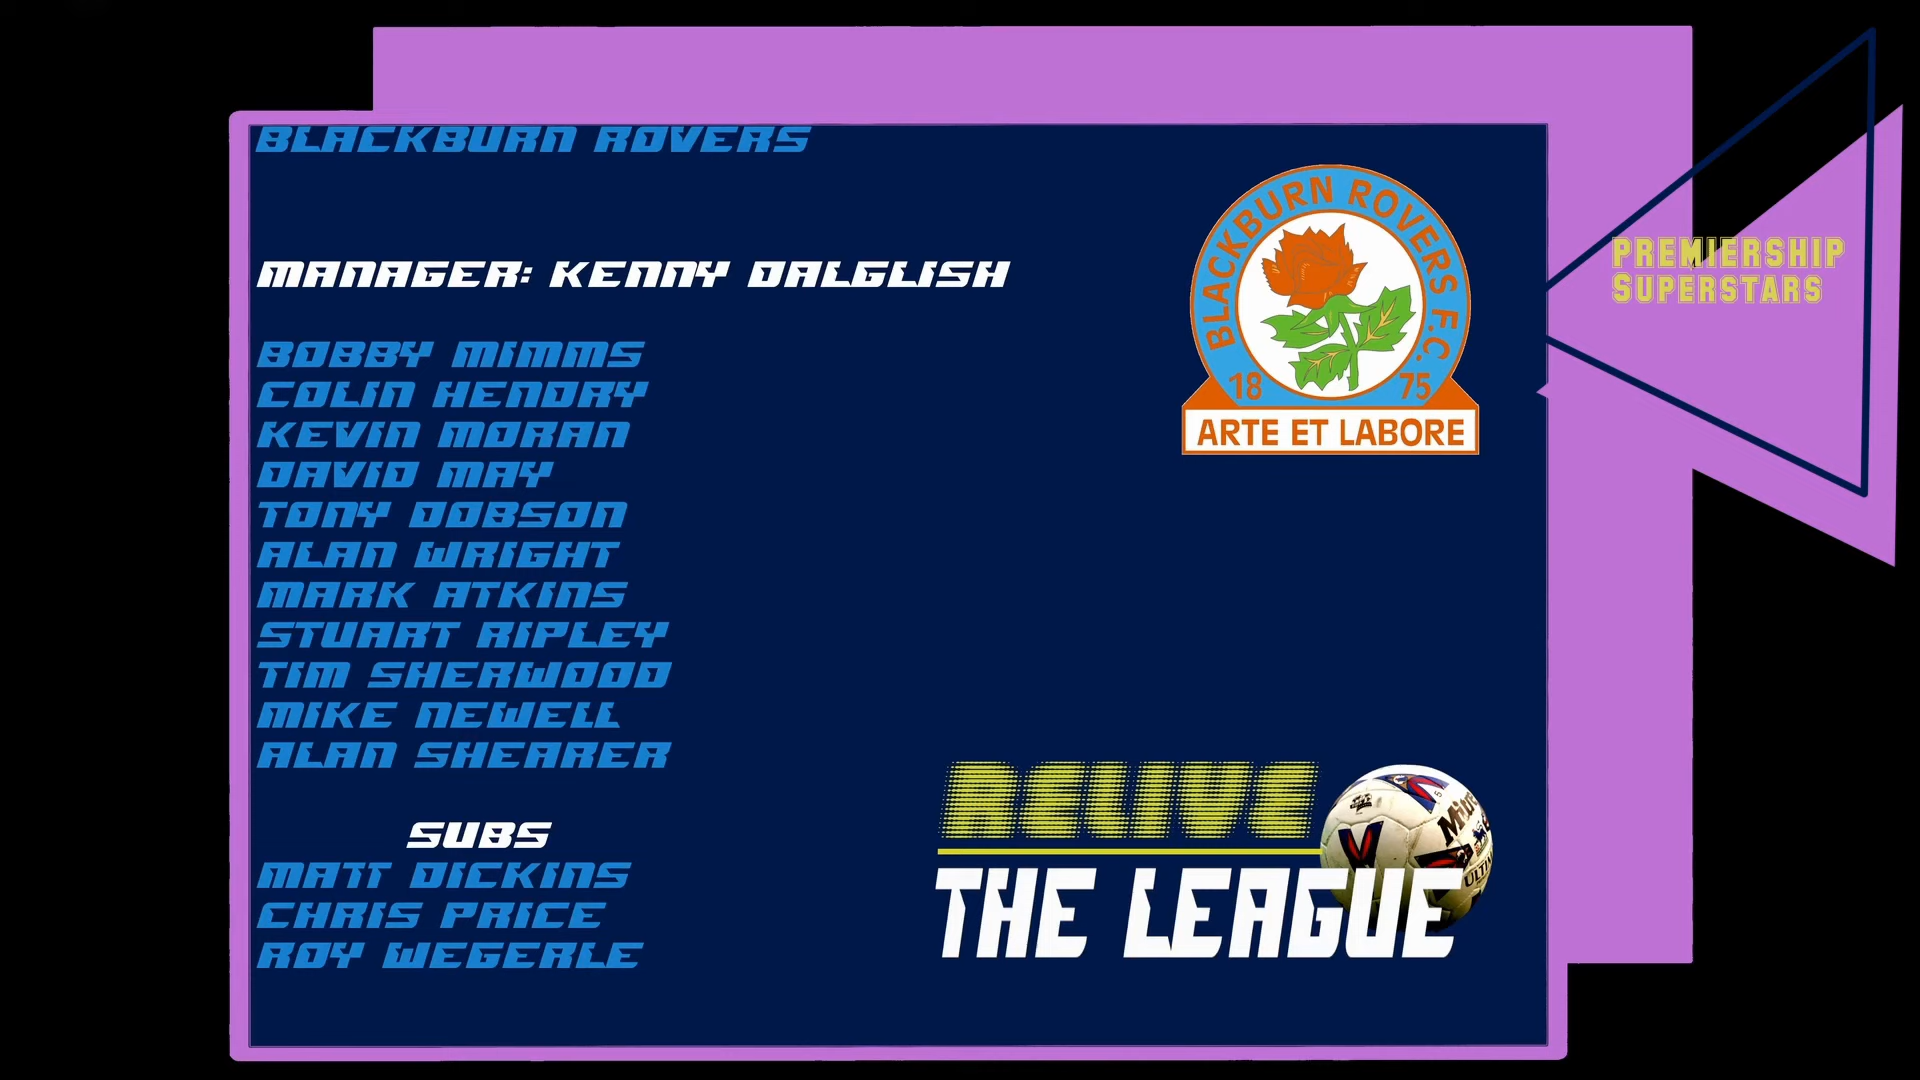 BLACKBURN ROVERS
MANAGER: KENNY DALGLISH
BOBBY MIMMS
COLIN HENDRY
KEVIN MORAN
DAVID MAY
TONY DOBSON
ALAN WRIGHT
MARK ATKINS
STUART RIPLEY
TIM SHERWOOD
MIKE NEWELL
ALAN SHEARER
SUBS
MATT DICKINS
CHRIS PRICE
ROY WEGERLE
BLACKBURN ROVERS F.C.
18 75
ARTE ET LABORE
PREMIERSHIP
SUPERSTARS
RELIVE
THE LEAGUE
Mitre